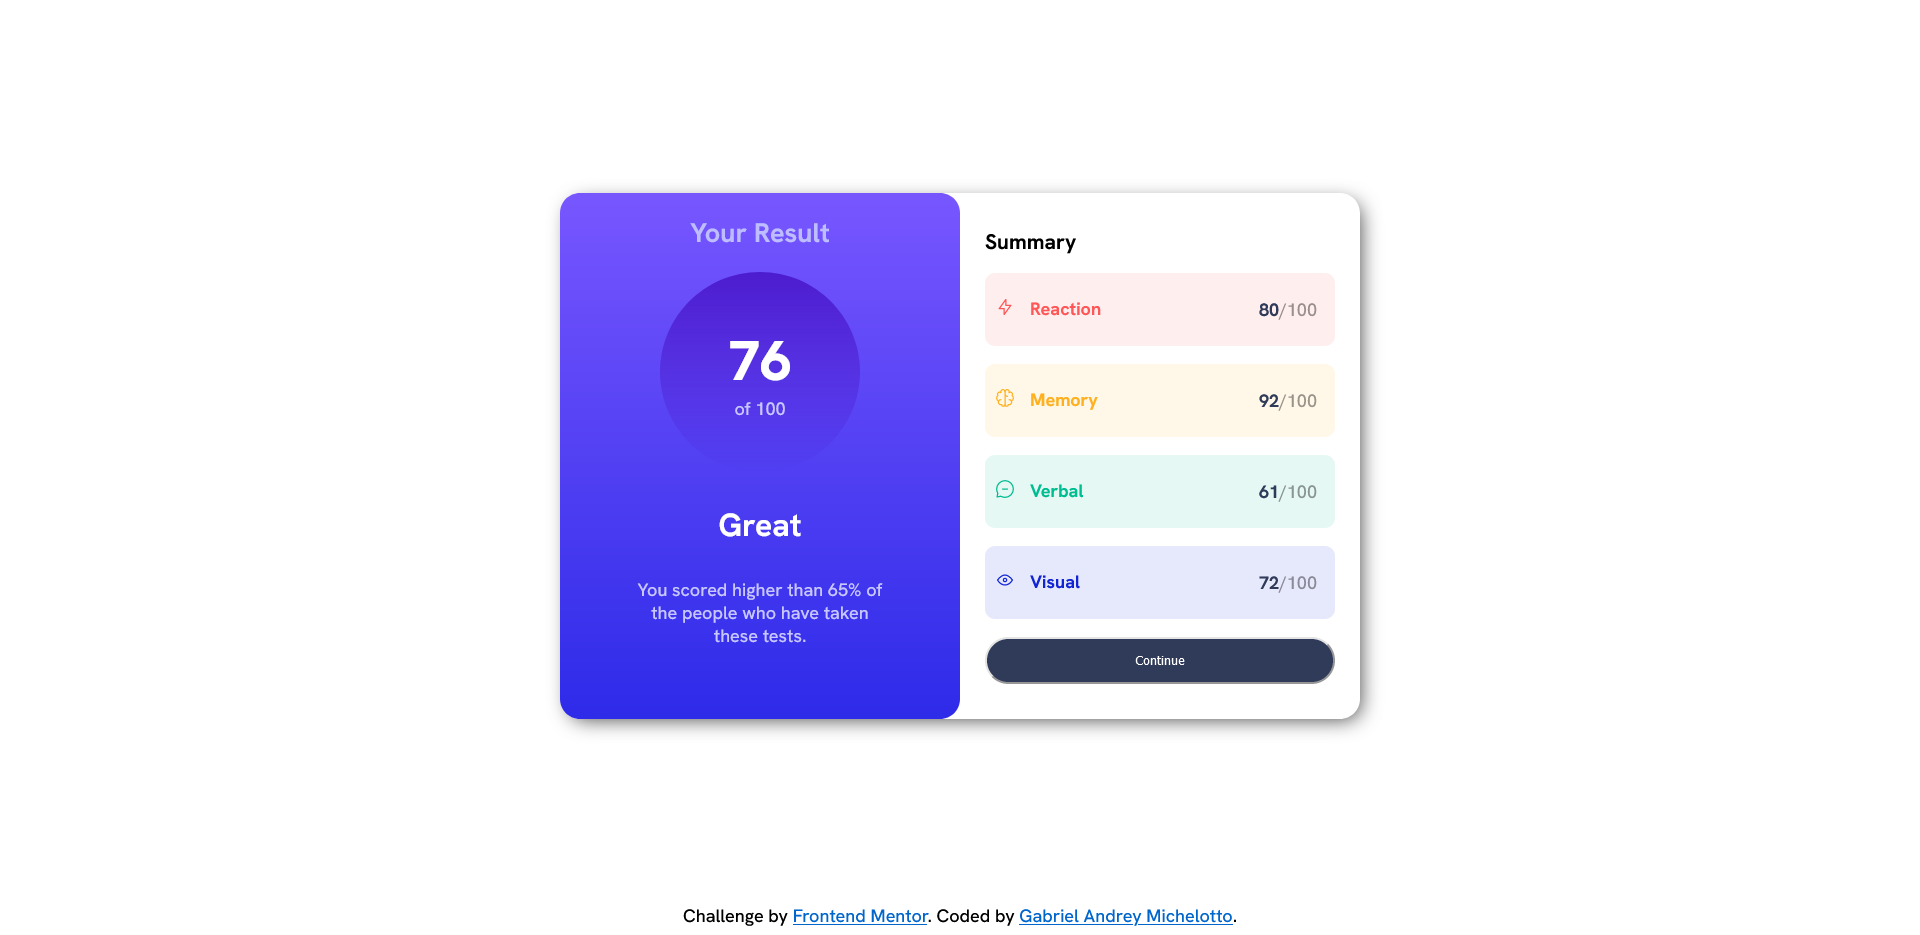 Your Result
76
of 100
Great
You scored higher than 65% of
the people who have taken
these tests.
Summary
Reaction 80/100
Memory 92/100
Verbal 61/100
Visual 72/100
Continue
Challenge by Frontend Mentor. Coded by Gabriel Andrey Michelotto.